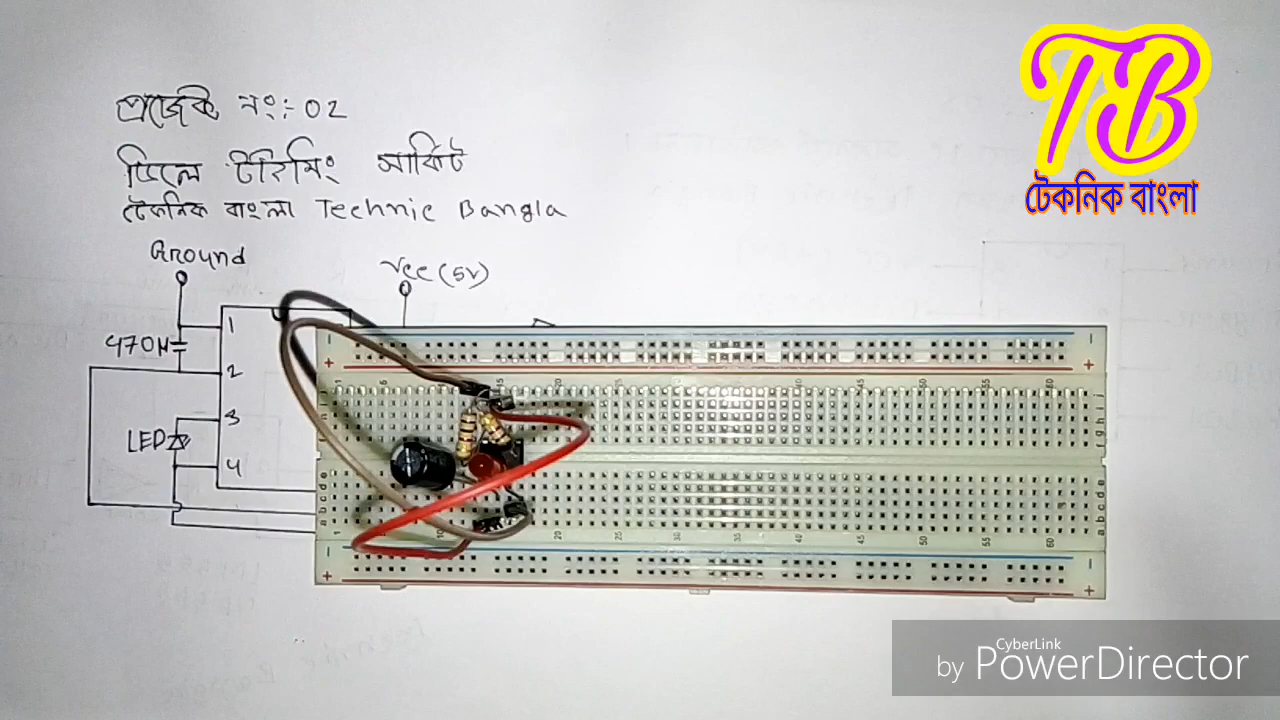 প্রজেক্ট নং:- 02
ডিলে টাইমিং সার্কিট
টেকনিক বাংলা Technic Bangla
TB
টেকনিক বাংলা
Ground
Vcc (5V)
1
470M
2
3
LED
4
CyberLink
by PowerDirector